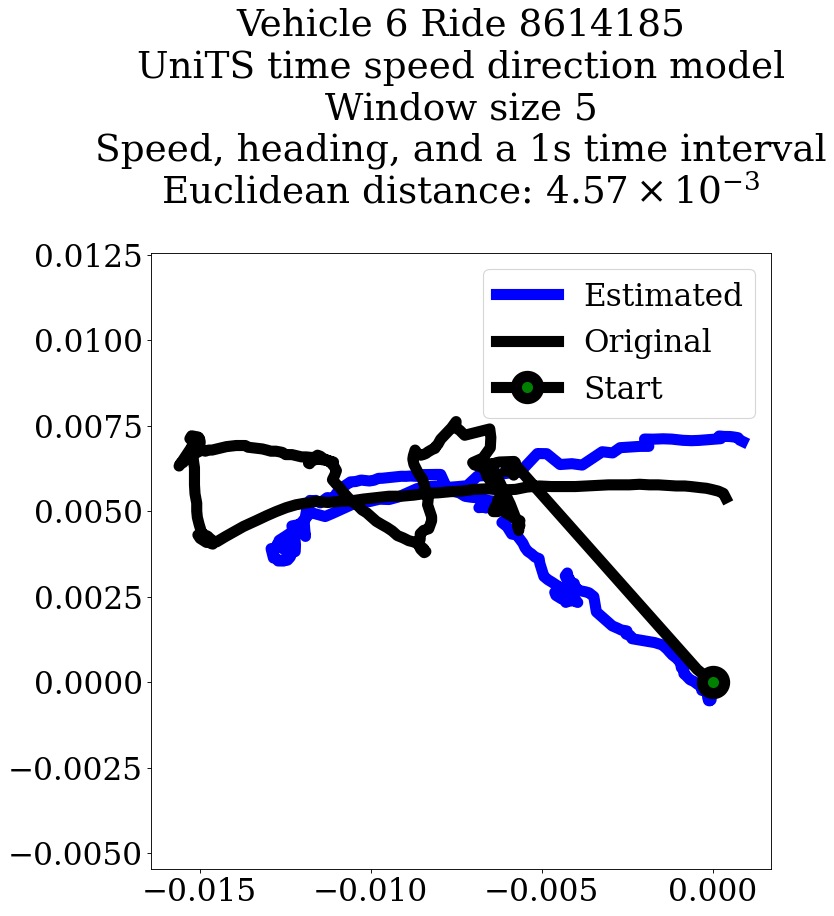 Vehicle 6 Ride 8614185
UniTS time speed direction model
Window size 5
Speed, heading, and a 1s time interval
Euclidean distance: 4.57 × 10⁻³
0.0125
0.0100
0.0075
0.0050
0.0025
0.0000
−0.0025
−0.0050
Estimated
Original
Start
−0.015
−0.010
−0.005
0.000